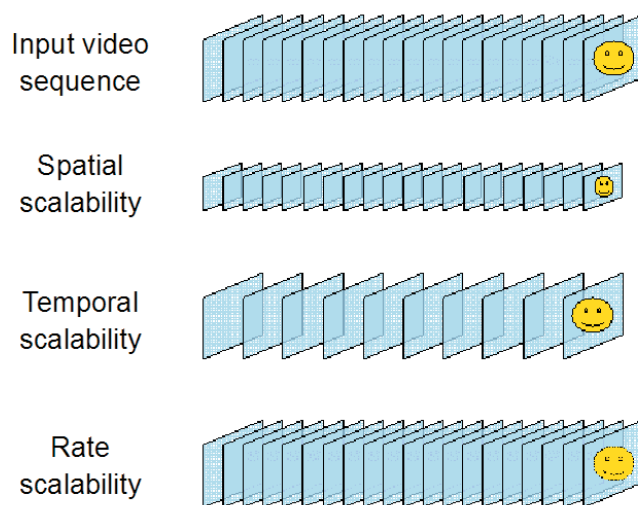 Input video
sequence
Spatial
scalability
Temporal
scalability
Rate
scalability